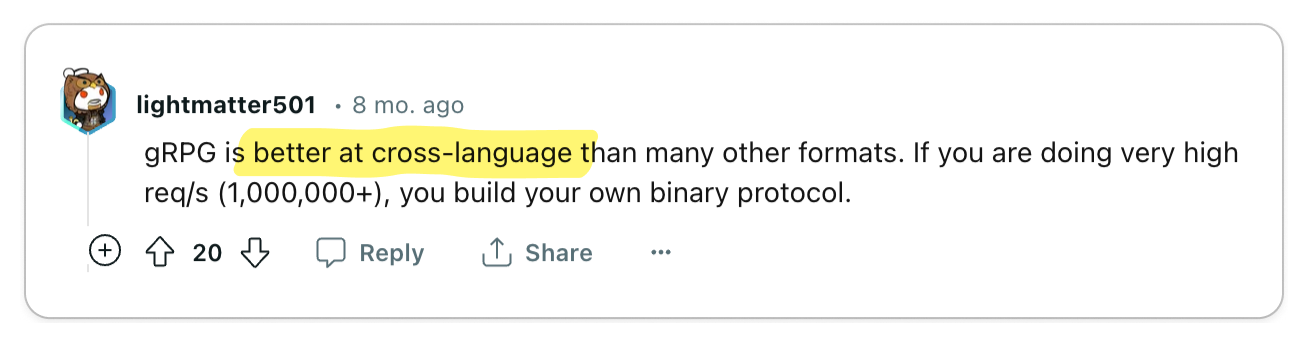 lightmatter501 • 8 mo. ago
gRPG is better at cross-language than many other formats. If you are doing very high
req/s (1,000,000+), you build your own binary protocol.
20 Reply Share ...